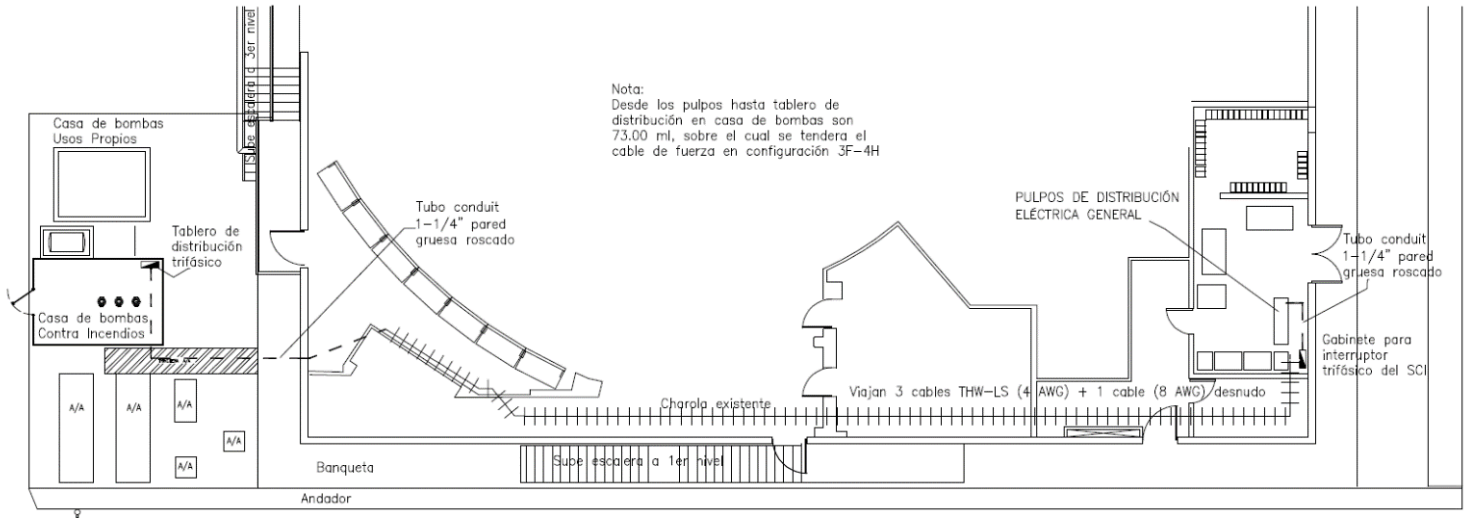 Sube escalera a 3er nivel
Nota:
Desde los pulpos hasta tablero de
distribución en casa de bombas son
73.00 ml, sobre el cual se tendera el
cable de fuerza en configuración 3F-4H
Casa de bombas
Usos Propios
Tubo conduit
1-1/4" pared
gruesa roscado
Tablero de
distribución
trifásico
PULPOS DE DISTRIBUCIÓN
ELÉCTRICA GENERAL
Tubo conduit
1-1/4" pared
gruesa roscado
Casa de bombas
Contra Incendios
Gabinete para
interruptor
trifásico del SCI
A/A
A/A
A/A
A/A
A/A
Charola existente
Viajan 3 cables THW-LS (4 AWG) + 1 cable (8 AWG) desnudo
Banqueta
Sube escalera a 1er nivel
Andador